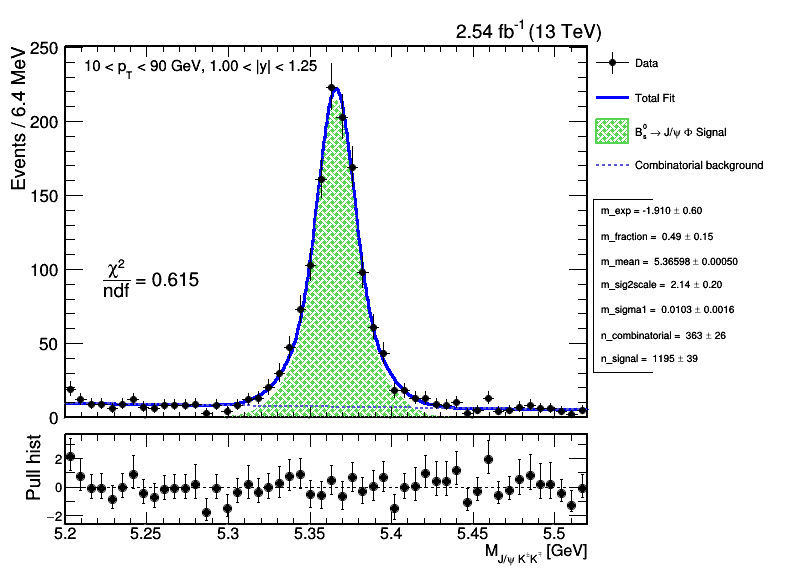 2.54 fb⁻¹ (13 TeV)
Events / 6.4 MeV
250
200
150
100
50
0
10 < p_T < 90 GeV, 1.00 < |y| < 1.25
χ²/ndf = 0.615
Data
Total Fit
B⁰ₛ → J/ψ Φ Signal
Combinatorial background
m_exp = -1.910 ± 0.60
m_fraction = 0.49 ± 0.15
m_mean = 5.36598 ± 0.00050
m_sig2scale = 2.14 ± 0.20
m_sigma1 = 0.0103 ± 0.0016
n_combinatorial = 363 ± 26
n_signal = 1195 ± 39
Pull hist
2
0
−2
5.2 5.25 5.3 5.35 5.4 5.45 5.5
M_{J/ψ K^{±}K^{∓}} [GeV]